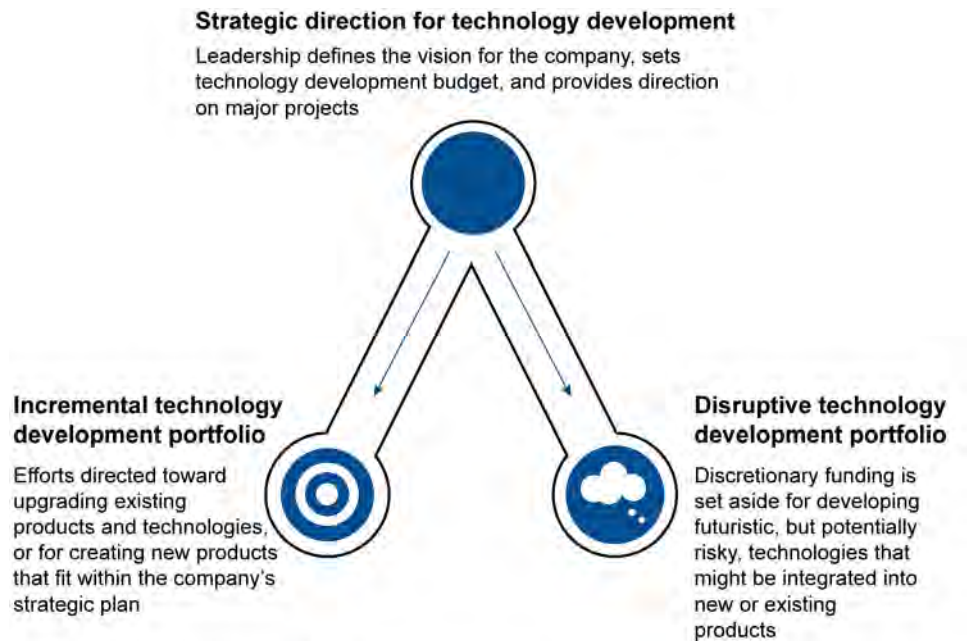 Strategic direction for technology development
Leadership defines the vision for the company, sets
technology development budget, and provides direction
on major projects
Incremental technology
development portfolio
Efforts directed toward
upgrading existing
products and technologies,
or for creating new products
that fit within the company's
strategic plan
Disruptive technology
development portfolio
Discretionary funding is
set aside for developing
futuristic, but potentially
risky, technologies that
might be integrated into
new or existing
products